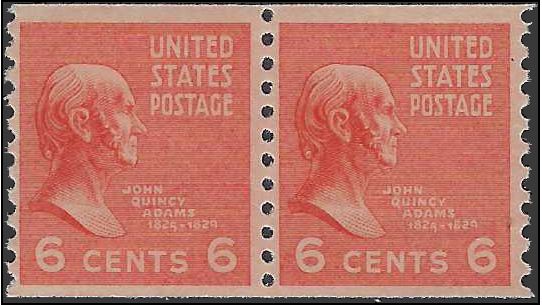 UNITED
STATES
POSTAGE
JOHN
QUINCY
ADAMS
1825-1829
6 CENTS 6
UNITED
STATES
POSTAGE
JOHN
QUINCY
ADAMS
1825-1829
6 CENTS 6